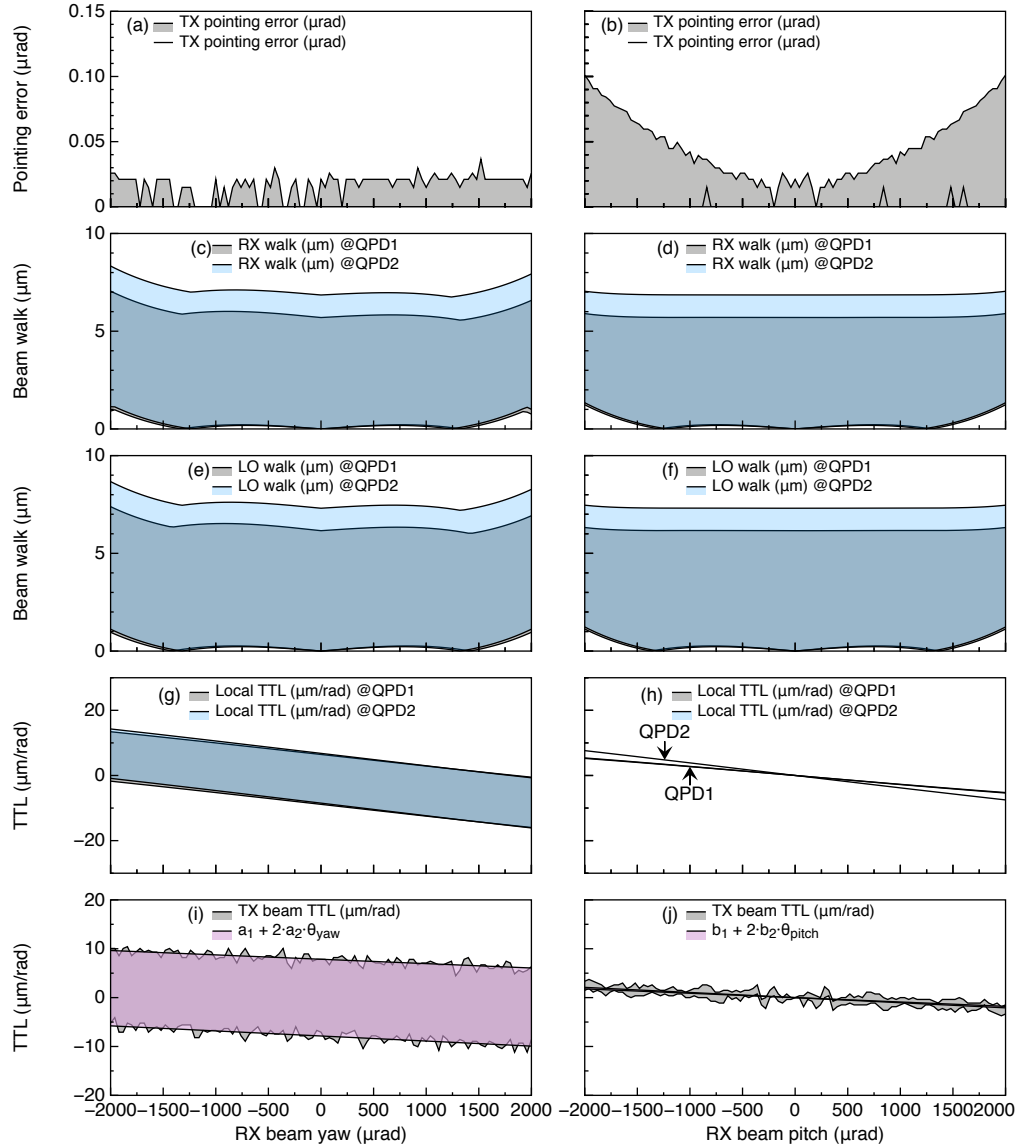 0.15
0.10
0.05
0
Pointing error (µrad)
(a)
TX pointing error (µrad)
TX pointing error (µrad)
(b)
TX pointing error (µrad)
TX pointing error (µrad)
10
5
0
Beam walk (µm)
(c)
RX walk (µm) @QPD1
RX walk (µm) @QPD2
(d)
RX walk (µm) @QPD1
RX walk (µm) @QPD2
10
5
0
Beam walk (µm)
(e)
LO walk (µm) @QPD1
LO walk (µm) @QPD2
(f)
LO walk (µm) @QPD1
LO walk (µm) @QPD2
20
0
−20
TTL (µm/rad)
(g)
Local TTL (µm/rad) @QPD1
Local TTL (µm/rad) @QPD2
(h)
Local TTL (µm/rad) @QPD1
Local TTL (µm/rad) @QPD2
QPD2
QPD1
20
10
0
−10
−20
TTL (µm/rad)
(i)
TX beam TTL (µm/rad)
a₁ + 2·a₂·θyaw
(j)
TX beam TTL (µm/rad)
b₁ + 2·b₂·θpitch
−2000 −1500 −1000 −500 0 500 1000 1500 2000
RX beam yaw (µrad)
−2000 −1500 −1000 −500 0 500 1000 1500 2000
RX beam pitch (µrad)